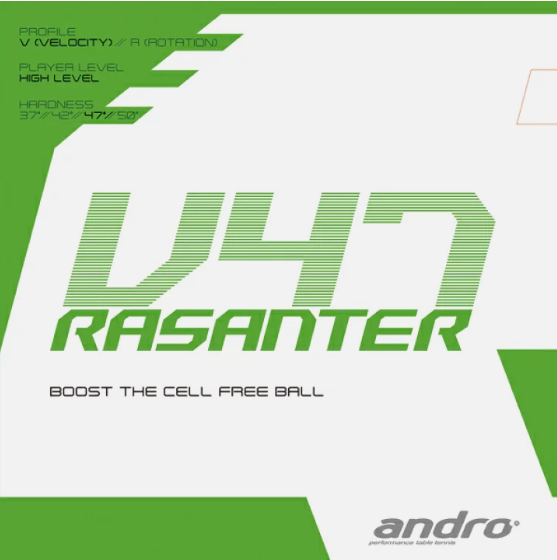 PROFILE
V (VELOCITY) // R (ROTATION)
PLAYER LEVEL
HIGH LEVEL
HARDNESS
37°//42°//47°//50°
V47
RASANTER
BOOST THE CELL FREE BALL
andro®
performance table tennis